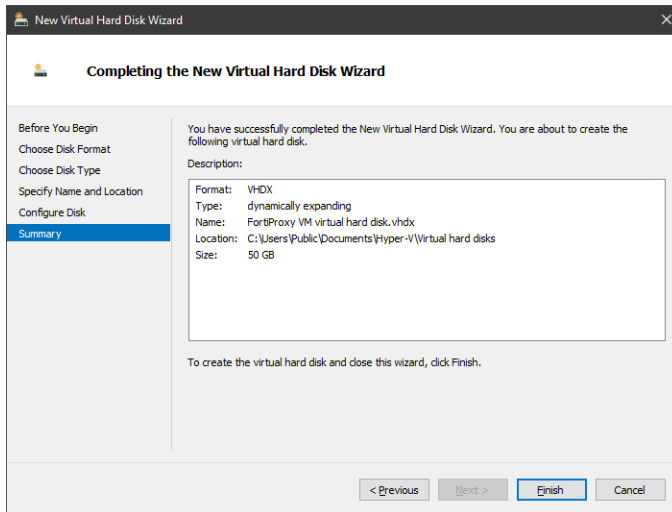 New Virtual Hard Disk Wizard
Completing the New Virtual Hard Disk Wizard
Before You Begin
Choose Disk Format
Choose Disk Type
Specify Name and Location
Configure Disk
Summary
You have successfully completed the New Virtual Hard Disk Wizard. You are about to create the
following virtual hard disk.
Description:
Format: VHDX
Type: dynamically expanding
Name: FortiProxy VM virtual hard disk.vhdx
Location: C:\Users\Public\Documents\Hyper-V\Virtual hard disks
Size: 50 GB
To create the virtual hard disk and close this wizard, click Finish.
< Previous Next > Finish Cancel